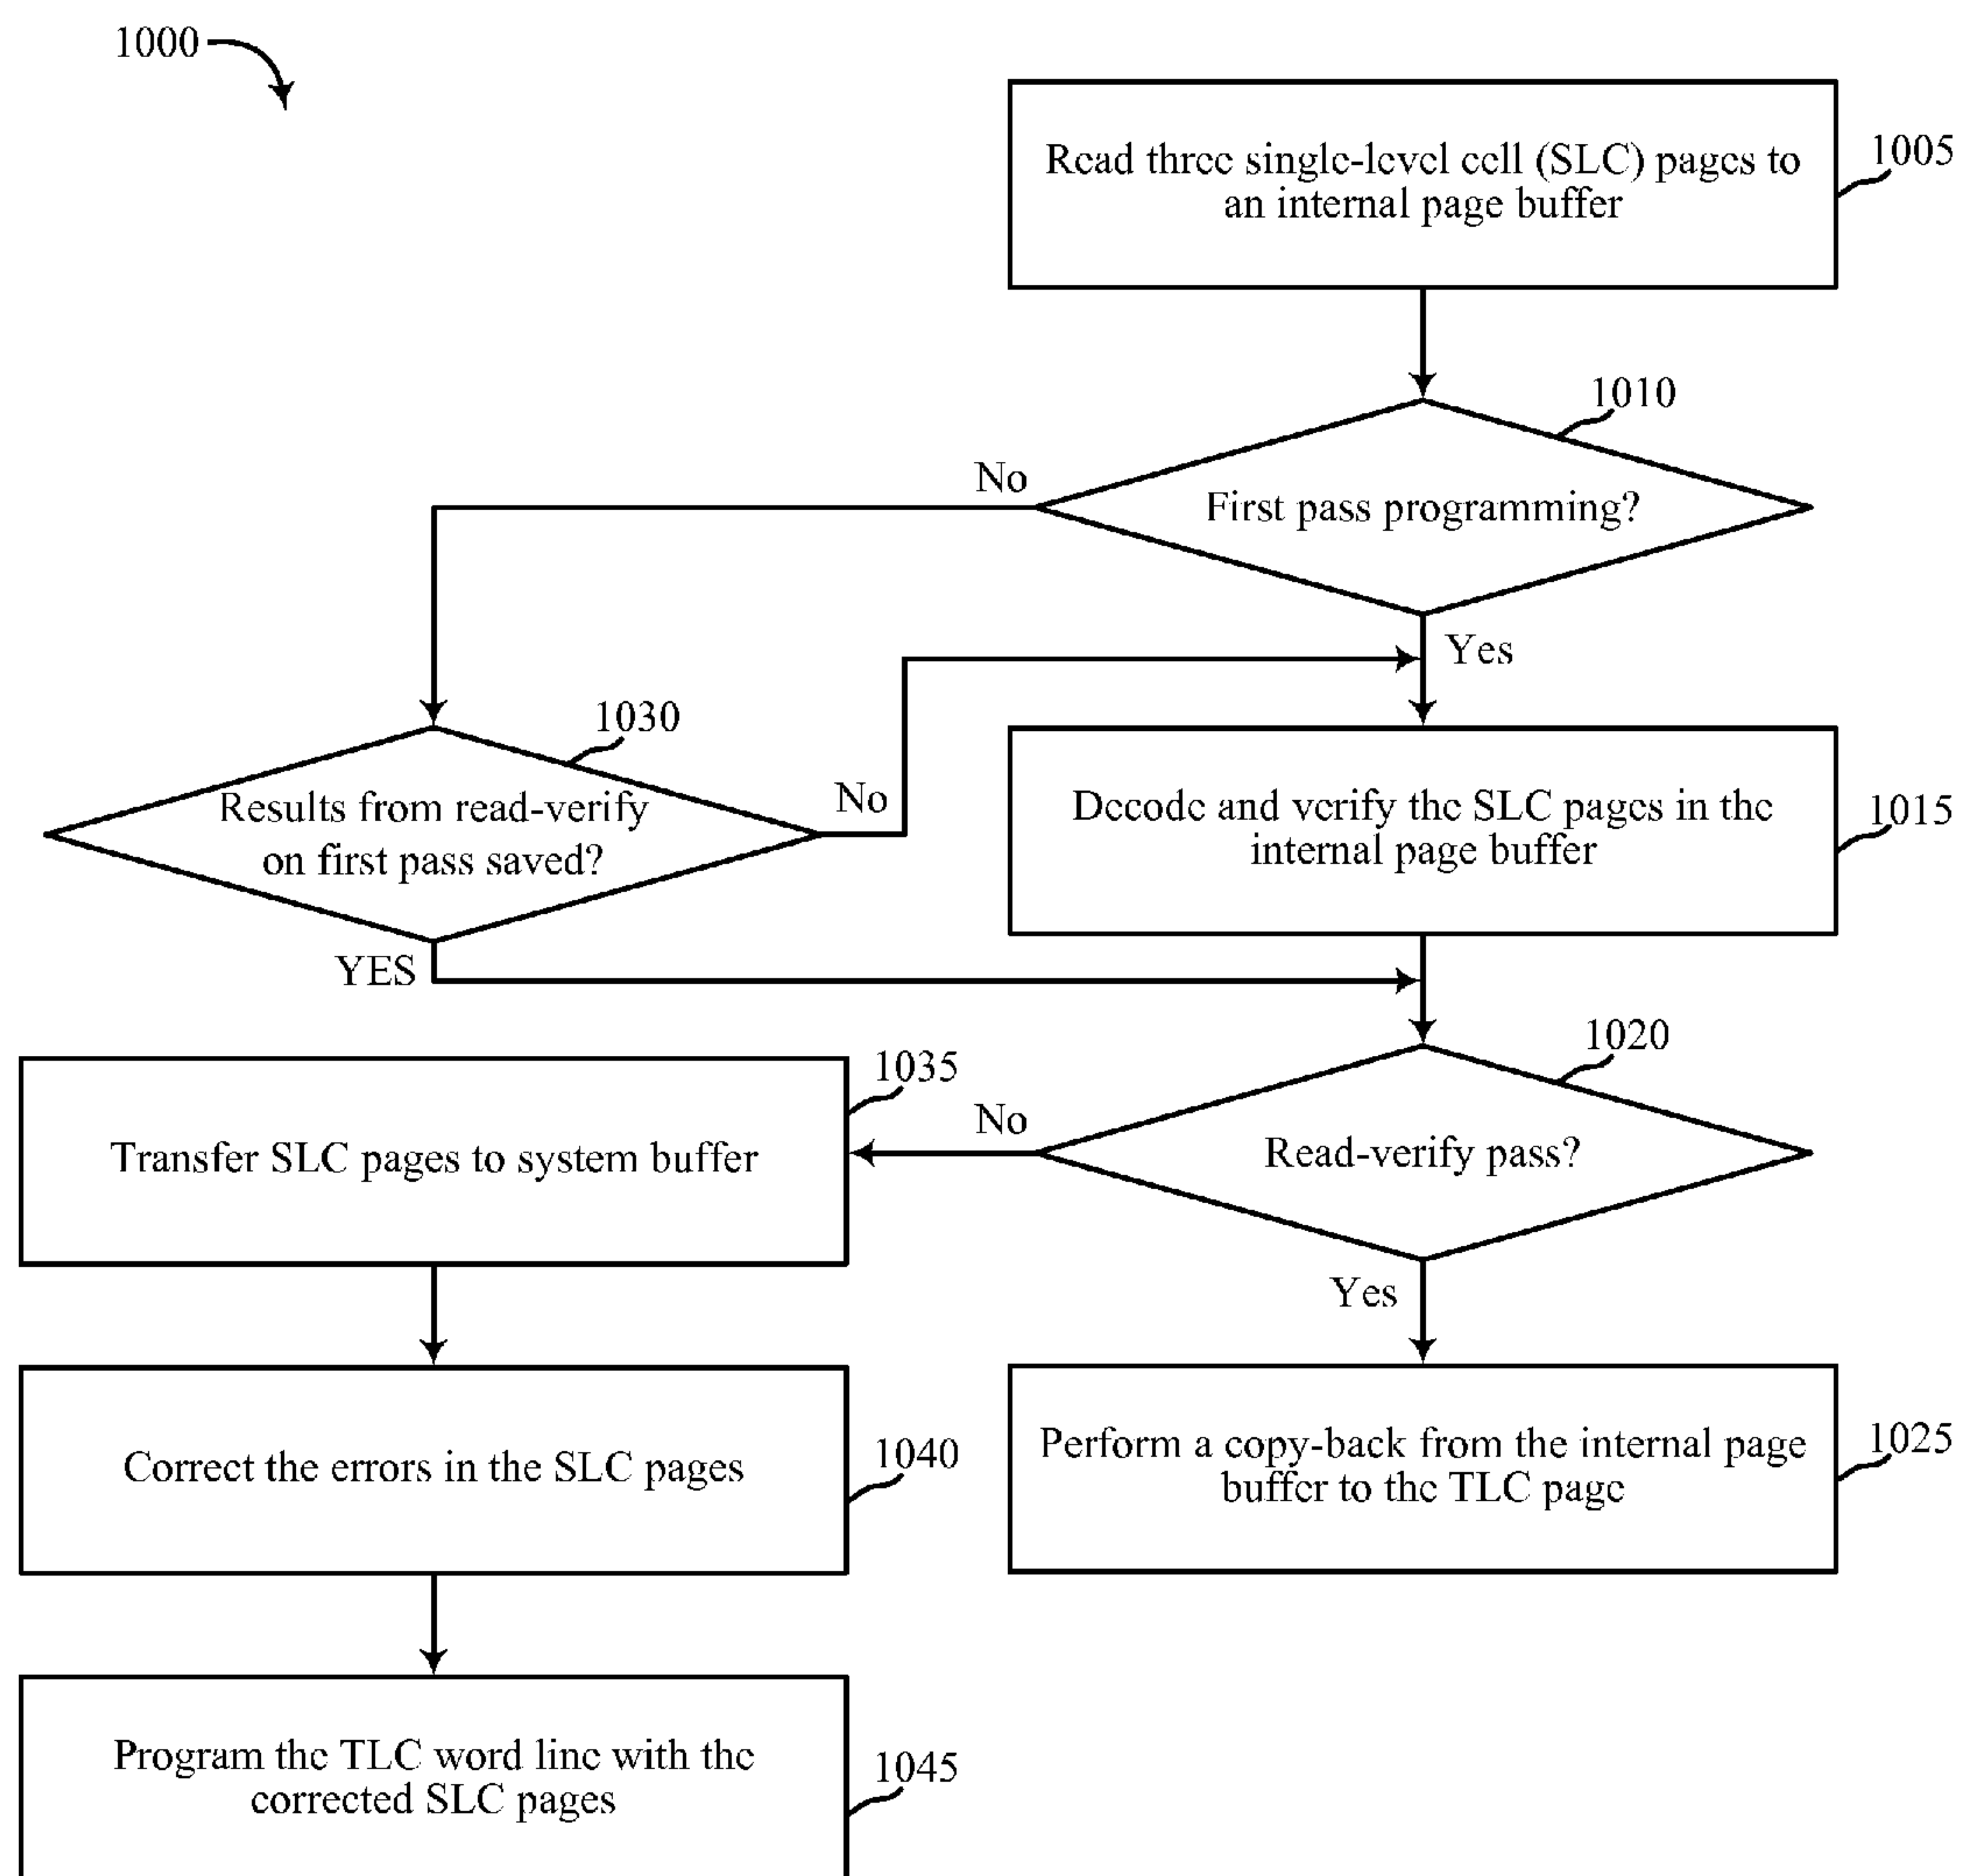 1000
Read three single-level cell (SLC) pages to
an internal page buffer
1005
1010
First pass programming?
No
Yes
1030
Results from read-verify
on first pass saved?
No
YES
Decode and verify the SLC pages in the
internal page buffer
1015
1020
Read-verify pass?
No
Yes
1035
Transfer SLC pages to system buffer
Correct the errors in the SLC pages
1040
Perform a copy-back from the internal page
buffer to the TLC page
1025
Program the TLC word line with the
corrected SLC pages
1045